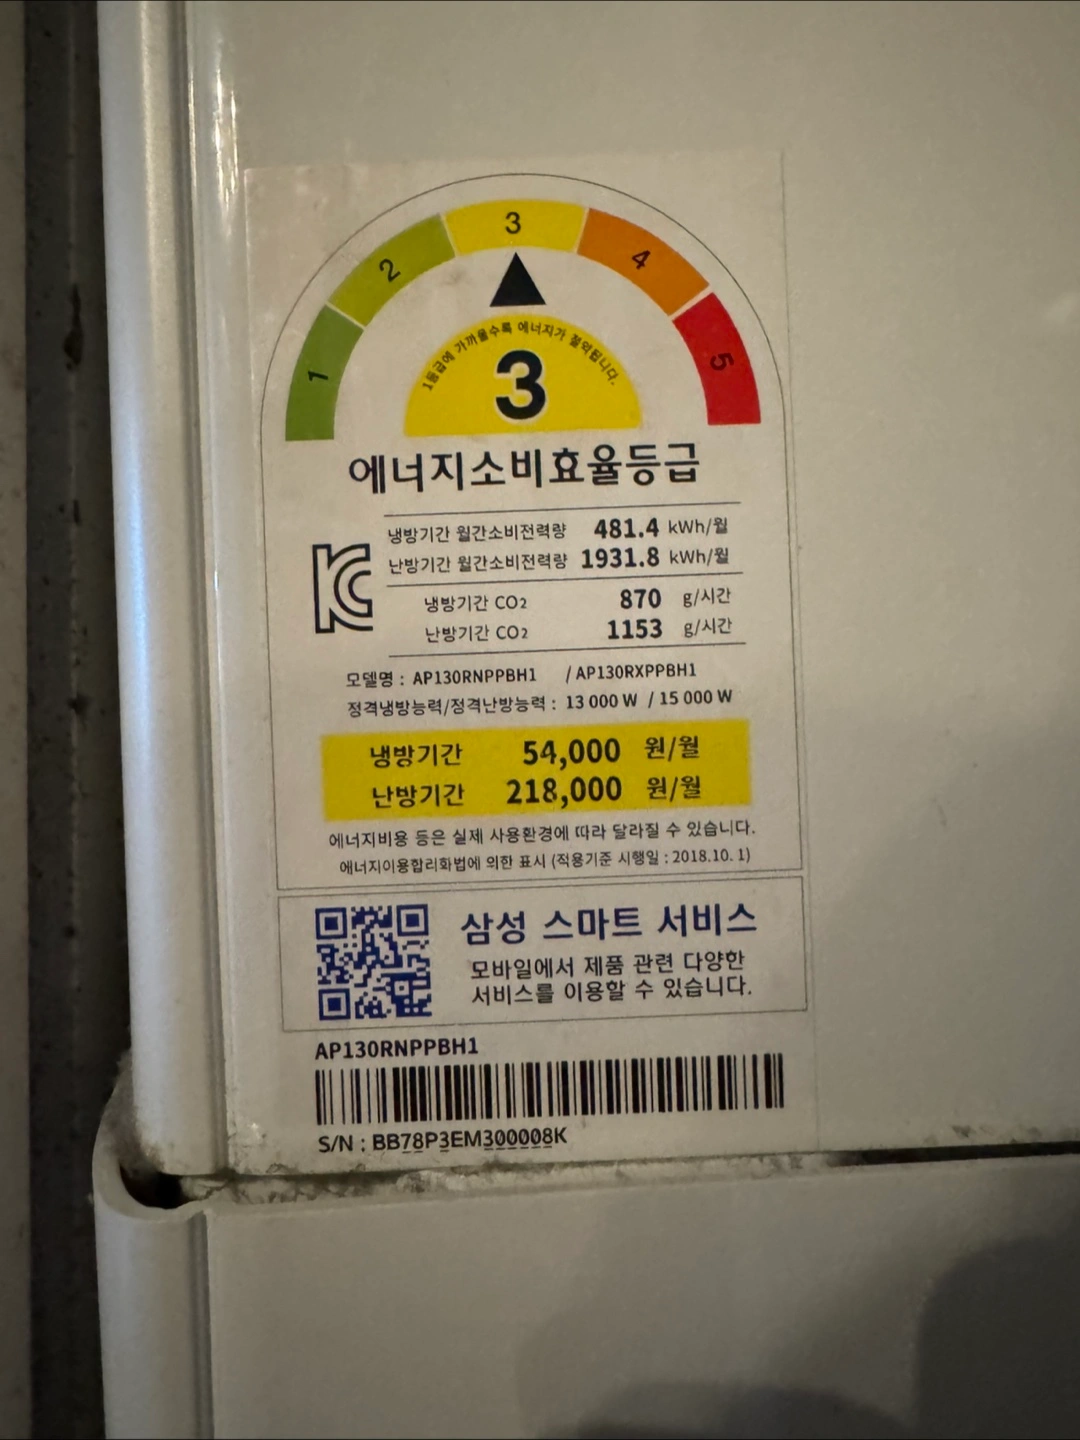 1
2
3
4
5
1등급에 가까울수록 에너지가 절약됩니다.
3
에너지소비효율등급
냉방기간 월간소비전력량 481.4 kWh/월
난방기간 월간소비전력량 1931.8 kWh/월
냉방기간 CO₂ 870 g/시간
난방기간 CO₂ 1153 g/시간
모델명 : AP130RNPPBH1 / AP130RXPPBH1
정격냉방능력/정격난방능력 : 13 000 W / 15 000 W
냉방기간 54,000 원/월
난방기간 218,000 원/월
에너지비용 등은 실제 사용환경에 따라 달라질 수 있습니다.
에너지이용합리화법에 의한 표시 (적용기준 시행일 : 2018.10. 1)
삼성 스마트 서비스
모바일에서 제품 관련 다양한
서비스를 이용할 수 있습니다.
AP130RNPPBH1
S/N : BB78P3EM300008K